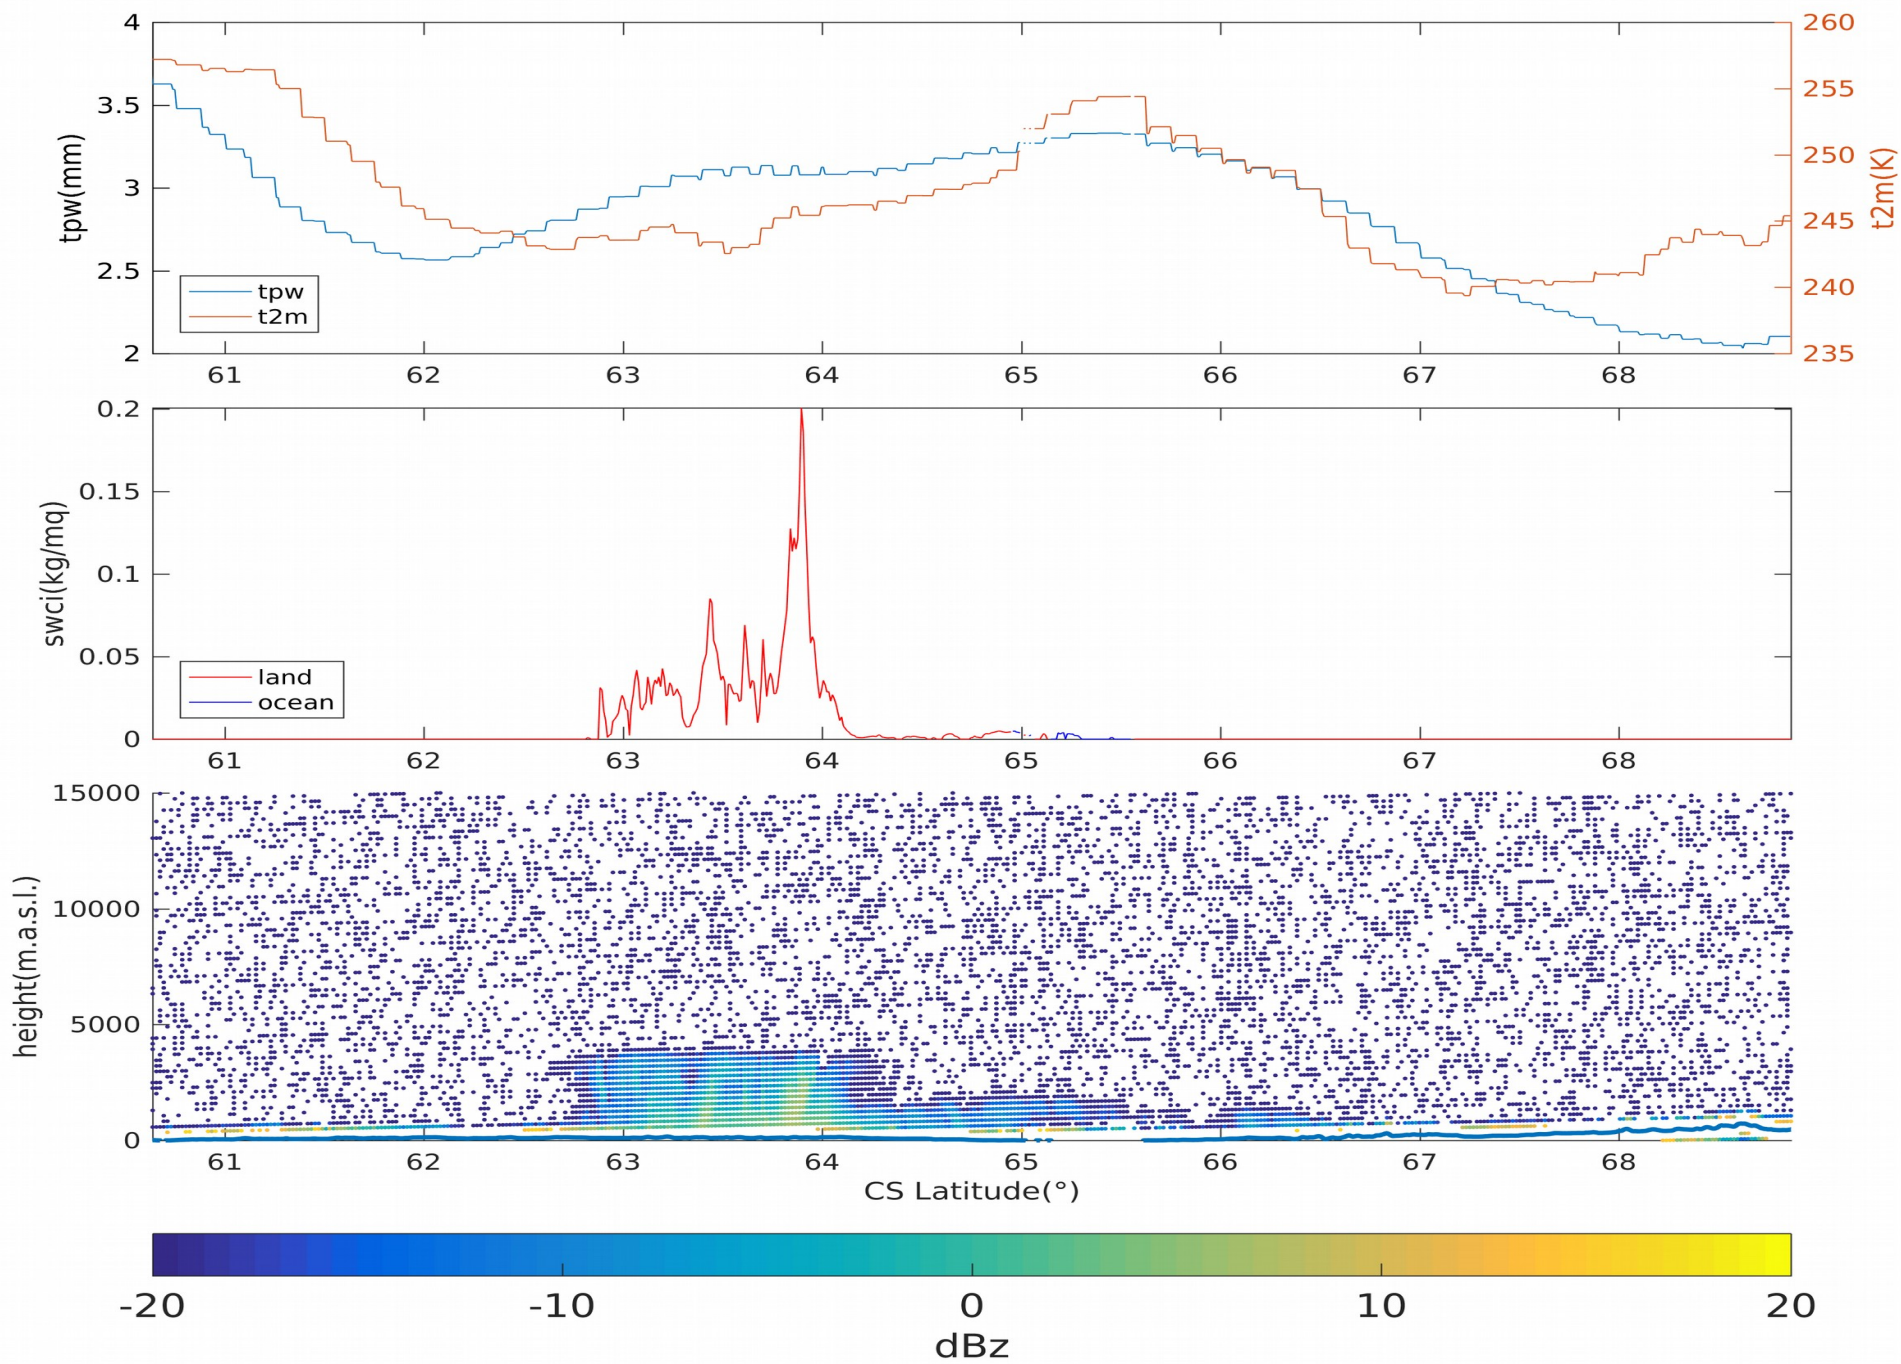 4
3.5
3
2.5
2
tpw(mm)
260
255
250
245
240
235
t2m(K)
tpw
t2m
61 62 63 64 65 66 67 68
0.2
0.15
0.1
0.05
0
swci(kg/mq)
land
ocean
61 62 63 64 65 66 67 68
15000
10000
5000
0
height(m.a.s.l.)
61 62 63 64 65 66 67 68
CS Latitude(°)
-20 -10 0 10 20
dBz